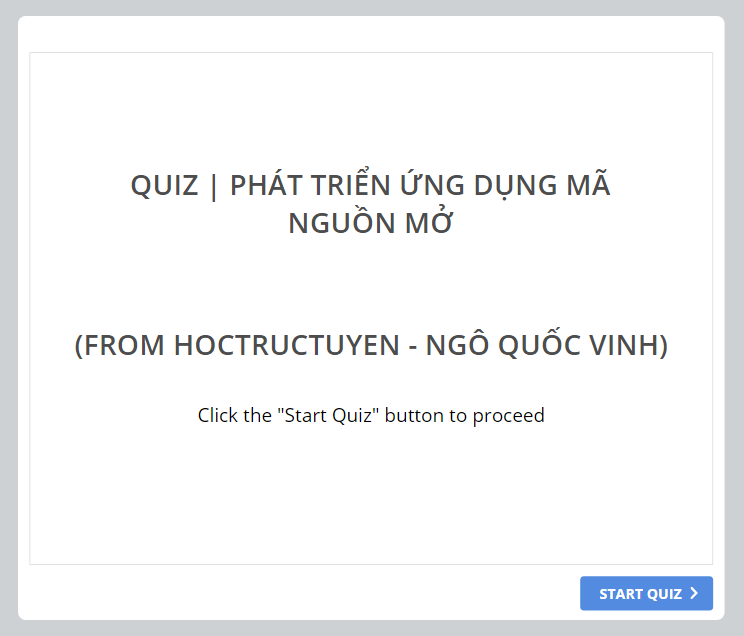 QUIZ | PHÁT TRIỂN ỨNG DỤNG MÃ
NGUỒN MỞ
(FROM HOCTRUCTUYEN - NGÔ QUỐC VINH)
Click the "Start Quiz" button to proceed
START QUIZ